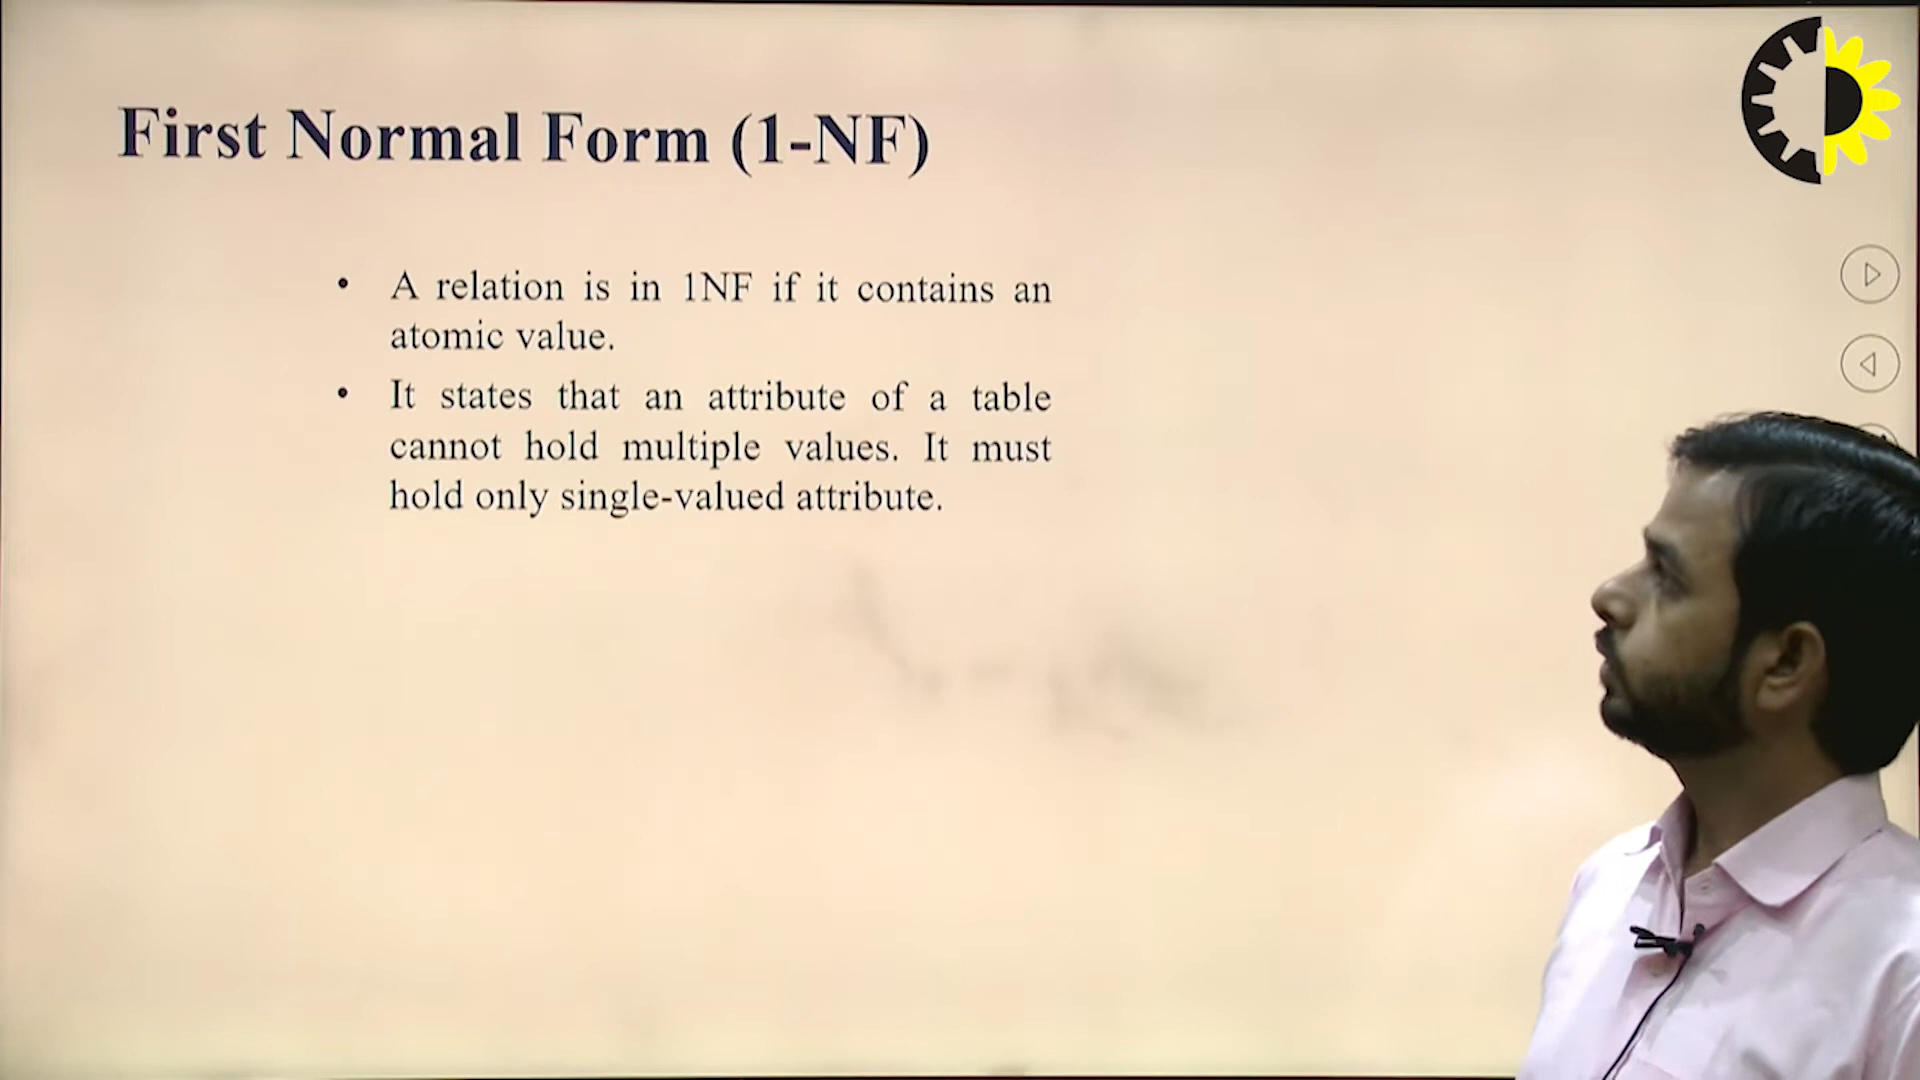 First Normal Form (1-NF)
• A relation is in 1NF if it contains an
atomic value.
• It states that an attribute of a table
cannot hold multiple values. It must
hold only single-valued attribute.